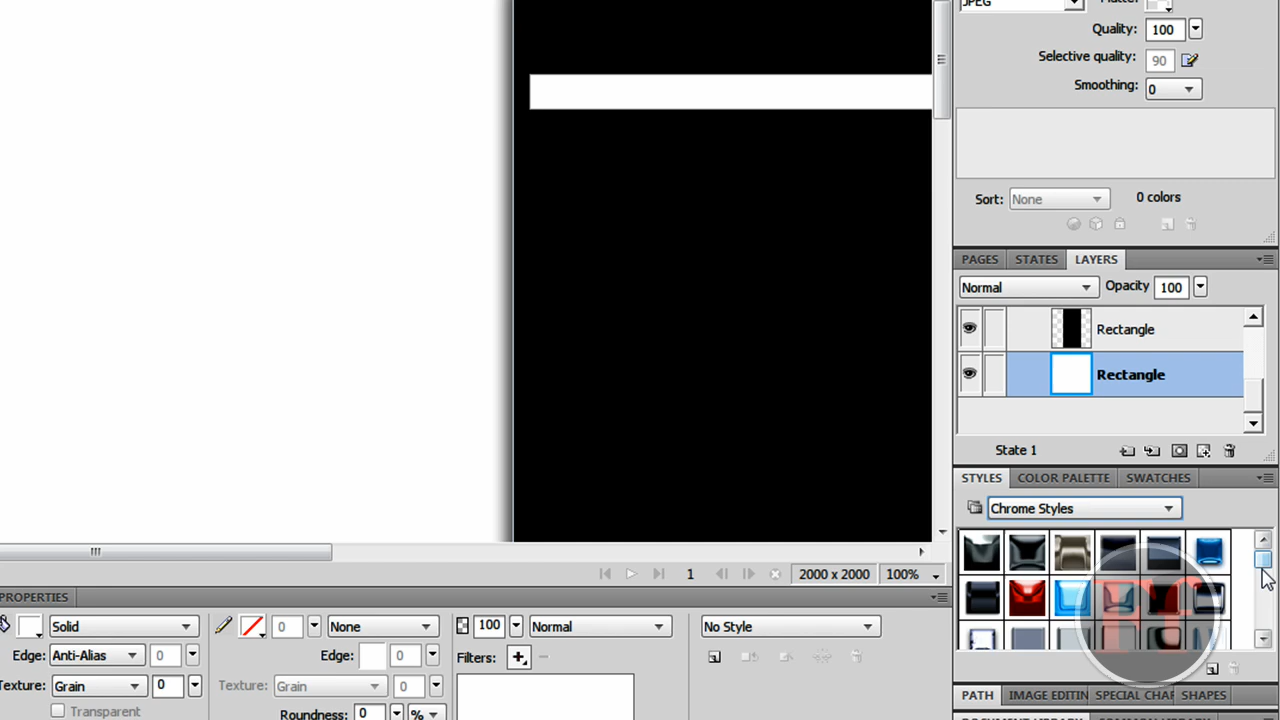 JPEG
Quality: 100
Selective quality: 90
Smoothing: 0
Sort: None 0 colors
PAGES STATES LAYERS
Normal Opacity 100
Rectangle
Rectangle
State 1
STYLES COLOR PALETTE SWATCHES
Chrome Styles
1 2000 x 2000 100%
PROPERTIES
Solid 0 None 100 Normal No Style
Edge: Anti-Alias 0 Edge: 0 Filters:
Texture: Grain 0 Texture: Grain 0
Transparent Roundness: 0 %
PATH IMAGE EDITIN SPECIAL CHAR SHAPES